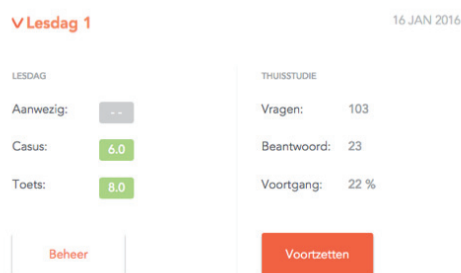 Lesdag 1
16 JAN 2016
LESDAG
Aanwezig: - -
Casus: 6.0
Toets: 8.0
Beheer
THUISSTUDIE
Vragen: 103
Beantwoord: 23
Voortgang: 22 %
Voortzetten